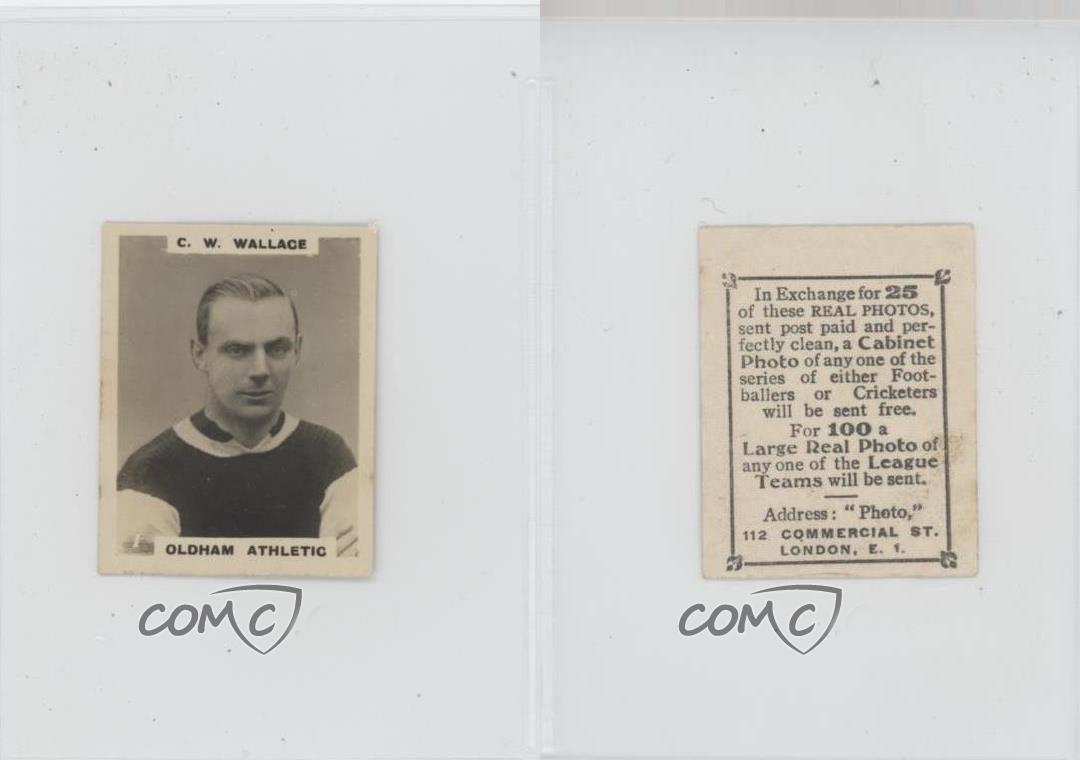 C. W. WALLACE
OLDHAM ATHLETIC
COMC
In Exchange for 25
of these REAL PHOTOS,
sent post paid and per-
fectly clean, a Cabinet
Photo of any one of the
series of either Foot-
ballers or Cricketers
will be sent free.
For 100 a
Large Real Photo of
any one of the League
Teams will be sent.
Address: "Photo,"
112 COMMERCIAL ST.
LONDON, E. 1.
COMC